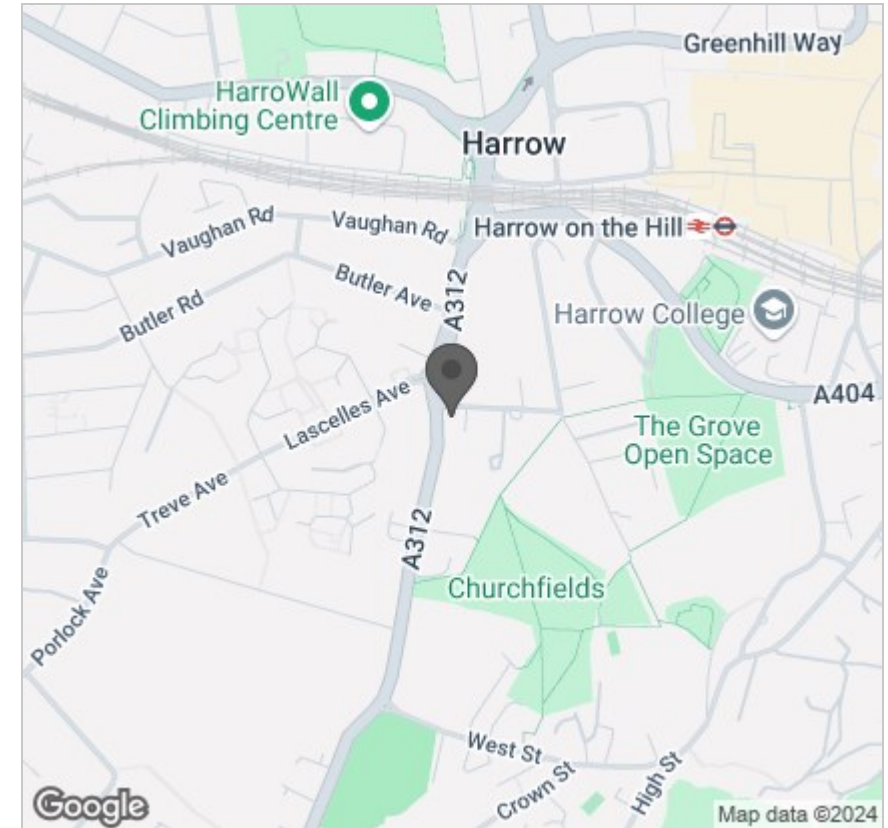 Greenhill Way
HarroWall
Climbing Centre
Harrow
Vaughan Rd
Vaughan Rd
Harrow on the Hill
Butler Ave
A312
Butler Rd
Harrow College
Lascelles Ave
A404
The Grove
Open Space
Treve Ave
A312
Churchfields
Porlock Ave
West St
Crown St
High St
Google
Map data ©2024